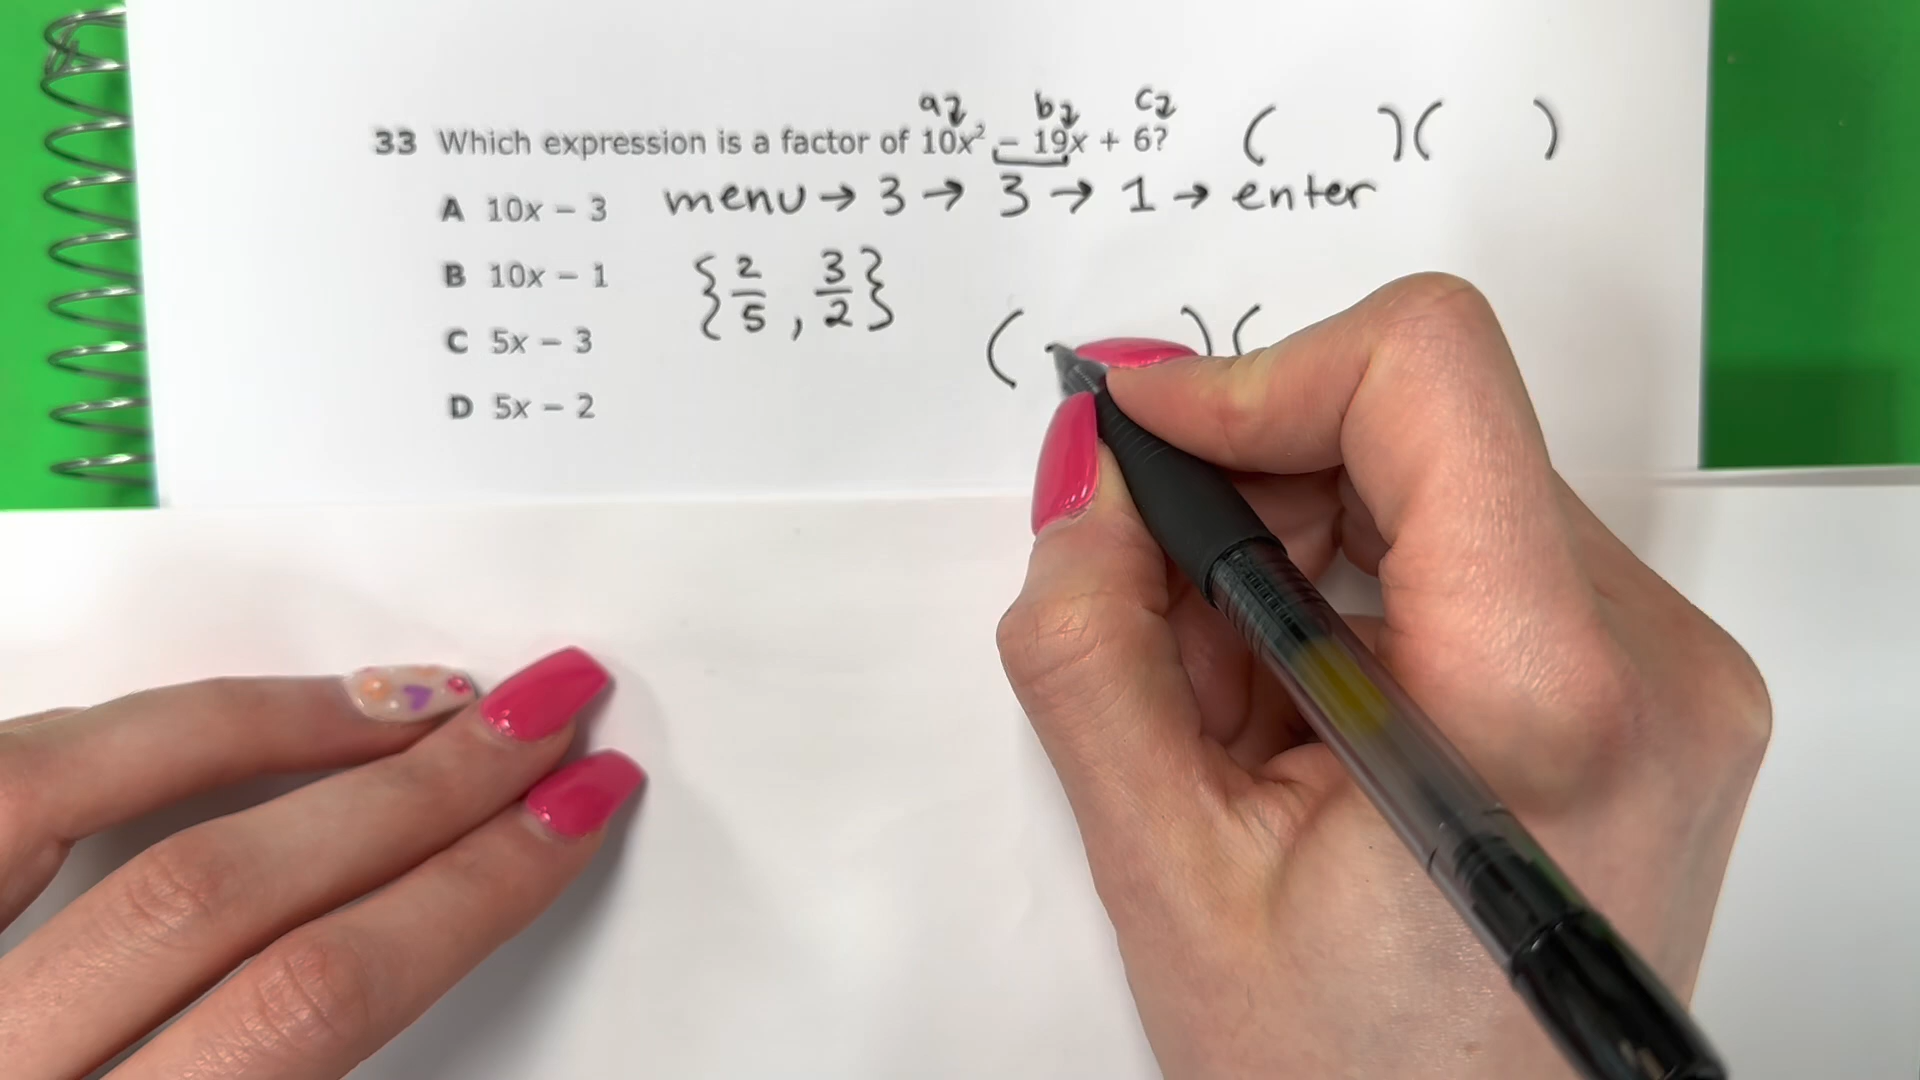 a₂ b₂ c₂
33 Which expression is a factor of 10x² – 19x + 6? ( )( )
A 10x – 3 menu → 3 → 3 → 1 → enter
B 10x – 1 {2/5, 3/2}
C 5x – 3 ( )(
D 5x – 2